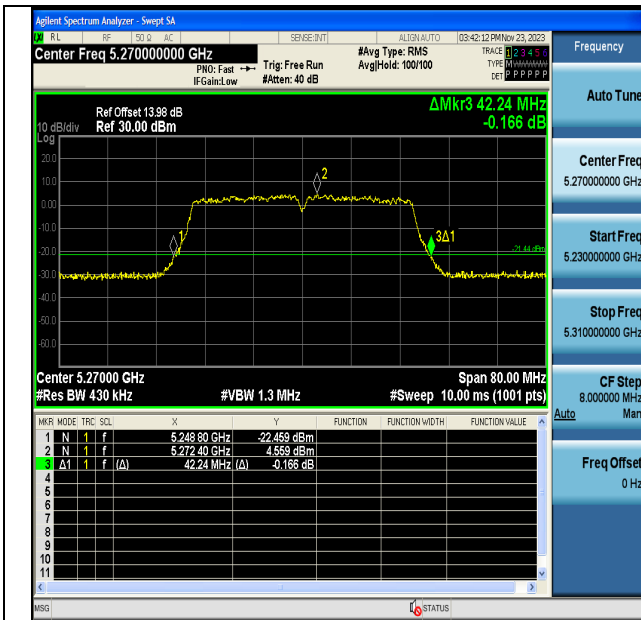 Agilent Spectrum Analyzer - Swept SA
RL RF 50 Ω AC SENSE:INT ALIGN AUTO 03:42:12 PM Nov 23, 2023
Center Freq 5.270000000 GHz #Avg Type: RMS TRACE 1 2 3 4 5 6
PNO: Fast Trig: Free Run Avg|Hold: 100/100 TYPE M
IFGain:Low #Atten: 40 dB DET P P P P P P
ΔMkr3 42.24 MHz
-0.166 dB
Ref Offset 13.98 dB
10 dB/div Ref 30.00 dBm
Log
20.0
10.0
0.00
-10.0
-20.0
-30.0
-40.0
-50.0
-60.0
1
2
3Δ1
-21.44 dBm
Center 5.27000 GHz Span 80.00 MHz
#Res BW 430 kHz #VBW 1.3 MHz #Sweep 10.00 ms (1001 pts)
MKR MODE TRC SCL X Y FUNCTION FUNCTION WIDTH FUNCTION VALUE
1 N 1 f 5.248 80 GHz -22.459 dBm
2 N 1 f 5.272 40 GHz 4.559 dBm
3 Δ1 1 f (Δ) 42.24 MHz (Δ) -0.166 dB
4
5
6
7
8
9
10
11
MSG STATUS
Frequency
Auto Tune
Center Freq
5.270000000 GHz
Start Freq
5.230000000 GHz
Stop Freq
5.310000000 GHz
CF Step
8.000000 MHz
Auto Man
Freq Offset
0 Hz